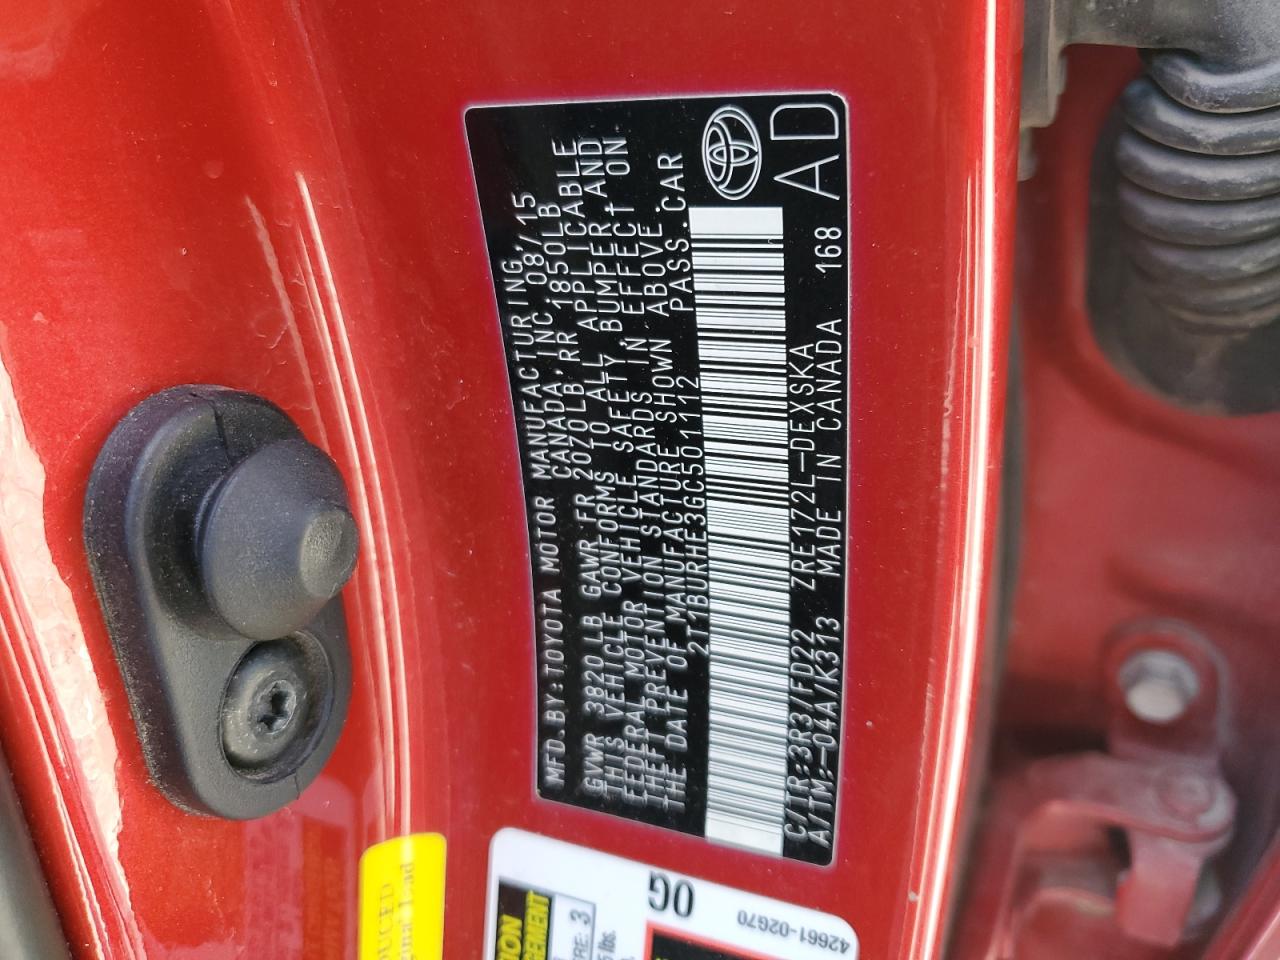 MFD.BY:TOYOTA MOTOR MANUFACTURING,
CANADA,INC. 08/15
GVWR 3820LB GAWR FR 2070LB RR 1850LB
THIS VEHICLE CONFORMS TO ALL APPLICABLE
FEDERAL MOTOR VEHICLE SAFETY, BUMPER, AND
THEFT PREVENTION STANDARDS IN EFFECT ON
THE DATE OF MANUFACTURE SHOWN ABOVE.
2T1BURHE3GC501112 PASS.CAR
C/TR:3R3/FD22 ZRE172L-DEXSKA
A/TM:-04A/K313 MADE IN CANADA 168
AD
OG
42661-02G70